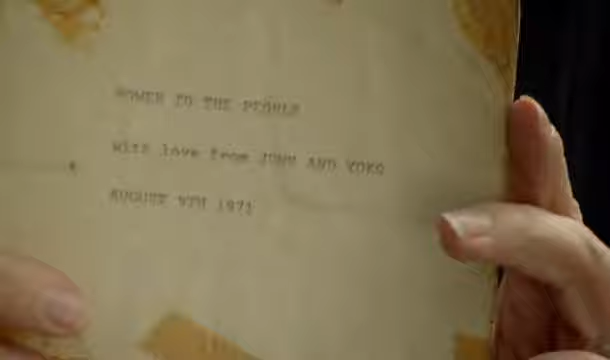 POWER TO THE PEOPLE
with love from JOHN AND YOKO
AUGUST 9TH 1971